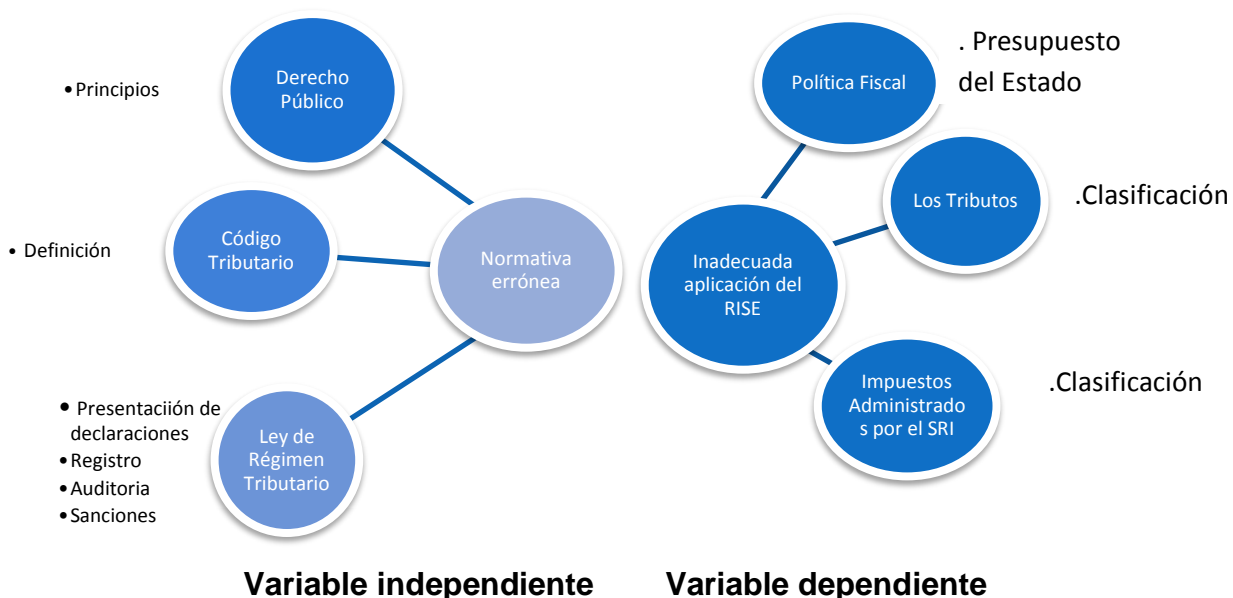 •Principios
Derecho
Público
• Definición
Código
Tributario
• Presentaciión de
declaraciones
•Registro
•Auditoria
•Sanciones
Ley de
Régimen
Tributario
Normativa
errónea
Variable independiente
Política Fiscal
. Presupuesto
del Estado
Los Tributos
.Clasificación
Inadecuada
aplicación del
RISE
Impuestos
Administrado
s por el SRI
.Clasificación
Variable dependiente